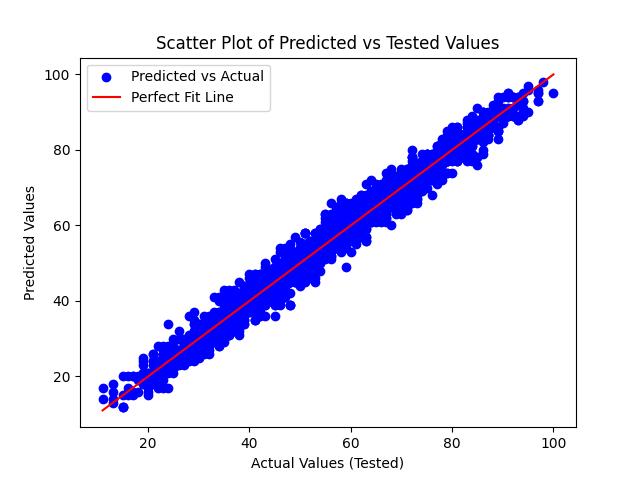 Scatter Plot of Predicted vs Tested Values
Predicted vs Actual
Perfect Fit Line
100
80
60
40
20
Predicted Values
20 40 60 80 100
Actual Values (Tested)